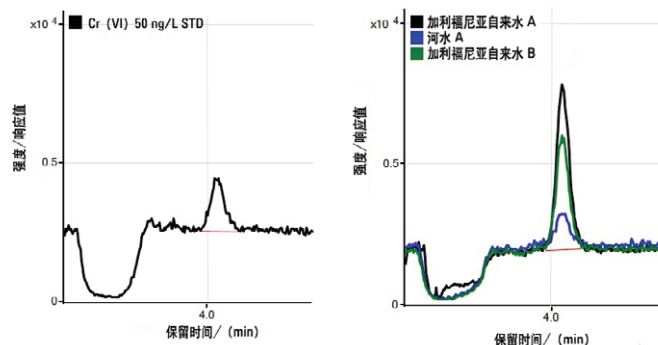 x10 4
Cr (VI) 50 ng/L STD
强度/响应值
0.5
0
4.0
保留时间/ (min)
x10 4
加利福尼亚自来水 A
河水 A
加利福尼亚自来水 B
强度/响应值
0.5
0
4.0
保留时间/ (min)